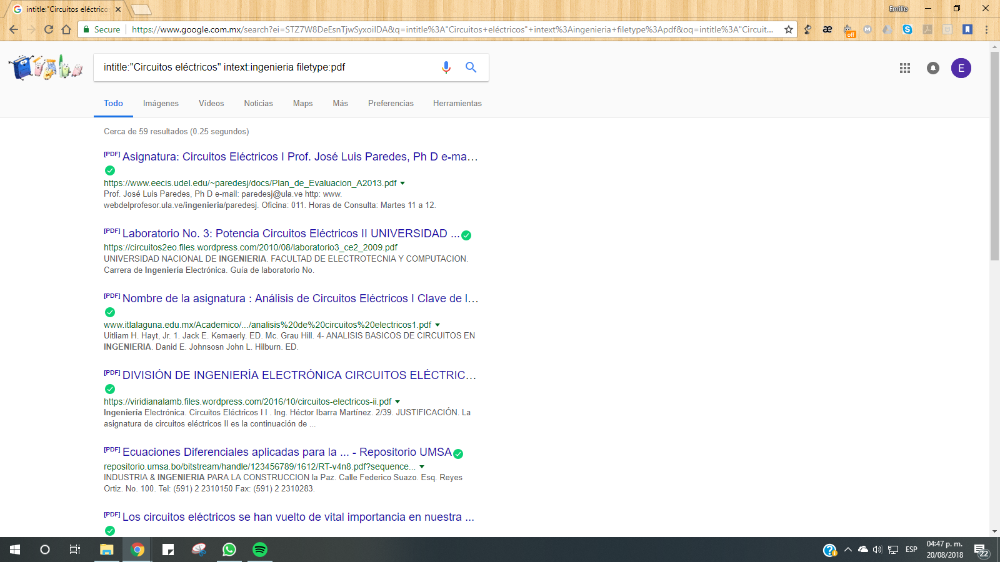 intitle:"Circuitos eléctrico
Emilio
Secure
https://www.google.com.mx/search?ei=STZ7W8DeEsnTjwSyxoiIDA&q=intitle%3A"Circuitos+eléctricos"+intext%3Aingenieria+filetype%3Apdf&oq=intitle%3A"Circuit...
off
intitle:"Circuitos eléctricos" intext:ingenieria filetype:pdf
E
Todo Imágenes Vídeos Noticias Maps Más Preferencias Herramientas
Cerca de 59 resultados (0.25 segundos)
[PDF] Asignatura: Circuitos Eléctricos I Prof. José Luis Paredes, Ph D e-ma...
https://www.eecis.udel.edu/~paredesj/docs/Plan_de_Evaluacion_A2013.pdf
Prof. José Luis Paredes, Ph D e-mail: paredesj@ula.ve http: www.
webdelprofesor.ula.ve/ingenieria/paredesj. Oficina: 011. Horas de Consulta: Martes 11 a 12.
[PDF] Laboratorio No. 3: Potencia Circuitos Eléctricos II UNIVERSIDAD ...
https://circuitos2eo.files.wordpress.com/2010/08/laboratorio3_ce2_2009.pdf
UNIVERSIDAD NACIONAL DE INGENIERIA. FACULTAD DE ELECTROTECNIA Y COMPUTACION.
Carrera de Ingeniería Electrónica. Guía de laboratorio No.
[PDF] Nombre de la asignatura : Análisis de Circuitos Eléctricos I Clave de l...
www.itlalaguna.edu.mx/Academico/.../analisis%20de%20circuitos%20electricos1.pdf
Uitliam H. Hayt, Jr. 1. Jack E. Kemaerly. ED. Mc. Grau Hill. 4- ANALISIS BASICOS DE CIRCUITOS EN
INGENIERIA. Danid E. Johnsosn John L. Hilburn. ED.
[PDF] DIVISIÓN DE INGENIERÍA ELECTRÓNICA CIRCUITOS ELÉCTRIC...
https://viridianalamb.files.wordpress.com/2016/10/circuitos-electricos-ii.pdf
Ingeniería Electrónica. Circuitos Eléctricos I I . Ing. Héctor Ibarra Martínez. 2/39. JUSTIFICACIÓN. La
asignatura de circuitos eléctricos II es la continuación de ...
[PDF] Ecuaciones Diferenciales aplicadas para la ... - Repositorio UMSA
repositorio.umsa.bo/bitstream/handle/123456789/1612/RT-v4n8.pdf?sequence...
INDUSTRIA & INGENIERIA PARA LA CONSTRUCCION la Paz. Calle Federico Suazo. Esq. Reyes
Ortiz. No. 100. Tel: (591) 2 2310150 Fax: (591) 2 2310283.
[PDF] Los circuitos eléctricos se han vuelto de vital importancia en nuestra ...
ESP
04:47 p. m.
20/08/2018
22